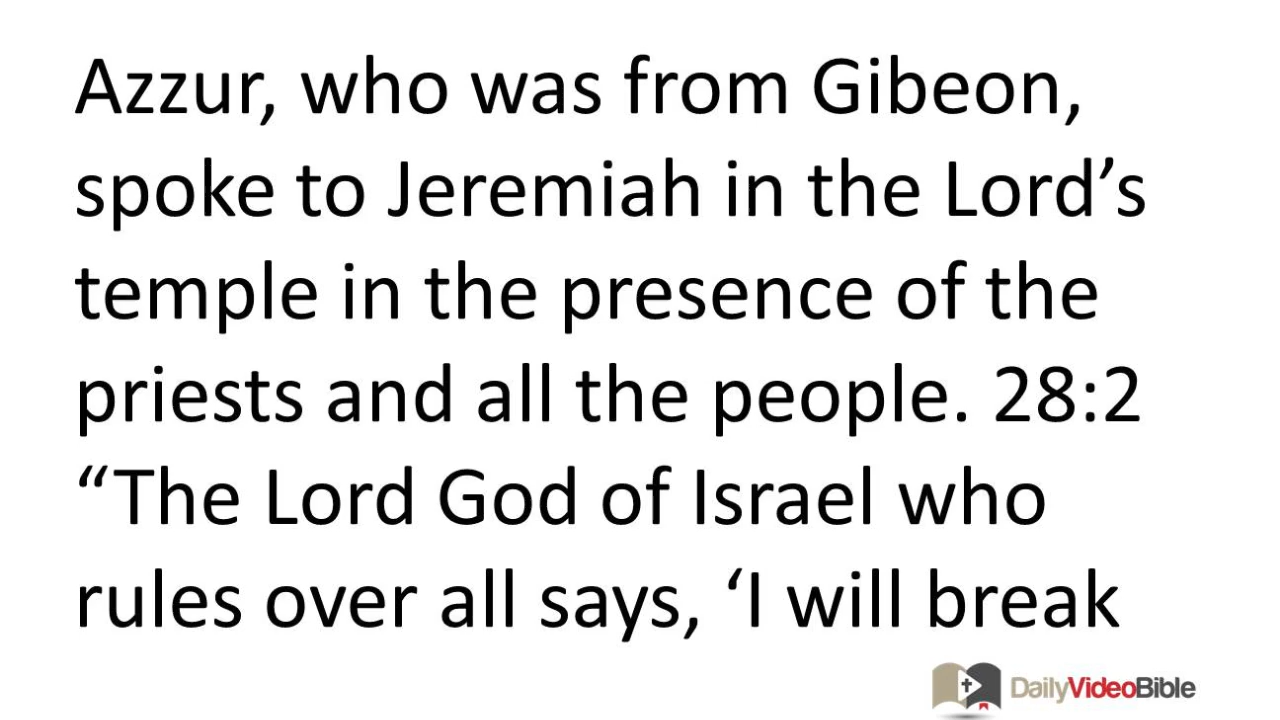 Azzur, who was from Gibeon,
spoke to Jeremiah in the Lord’s
temple in the presence of the
priests and all the people. 28:2
“The Lord God of Israel who
rules over all says, ‘I will break
DailyVideoBible